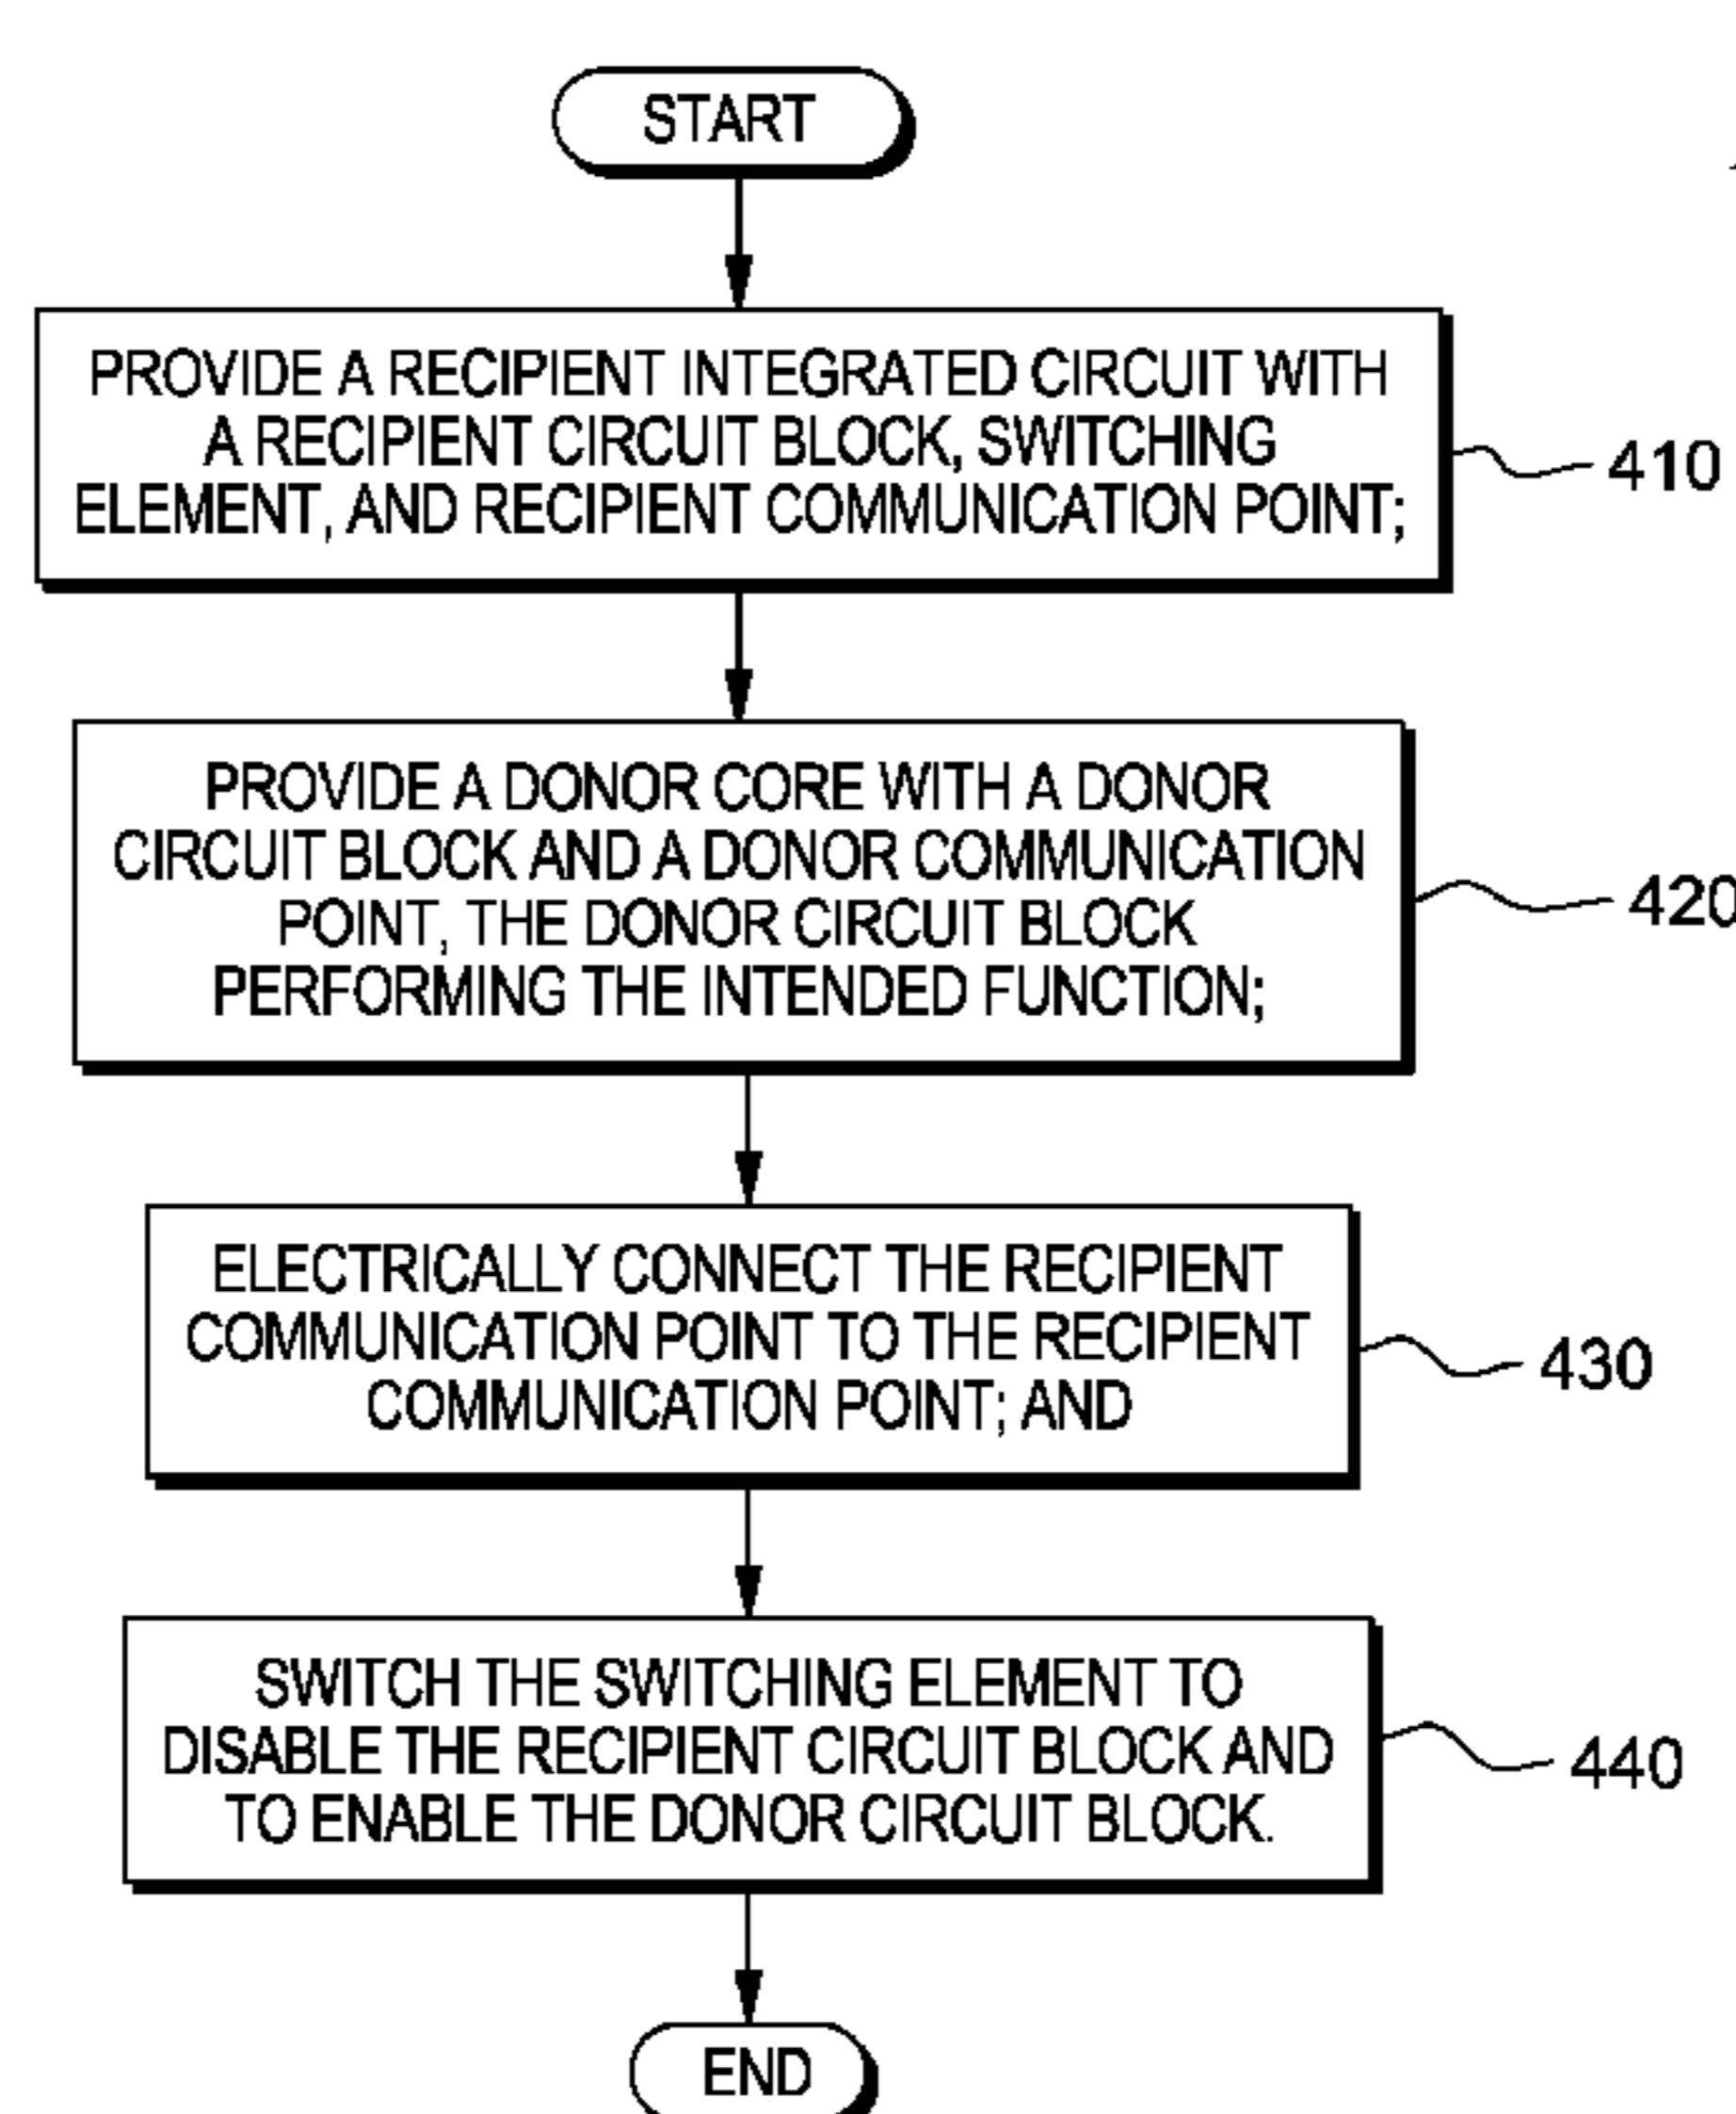 START
PROVIDE A RECIPIENT INTEGRATED CIRCUIT WITH
A RECIPIENT CIRCUIT BLOCK, SWITCHING
ELEMENT, AND RECIPIENT COMMUNICATION POINT;
410
PROVIDE A DONOR CORE WITH A DONOR
CIRCUIT BLOCK AND A DONOR COMMUNICATION
POINT, THE DONOR CIRCUIT BLOCK
PERFORMING THE INTENDED FUNCTION;
420
ELECTRICALLY CONNECT THE RECIPIENT
COMMUNICATION POINT TO THE RECIPIENT
COMMUNICATION POINT; AND
430
SWITCH THE SWITCHING ELEMENT TO
DISABLE THE RECIPIENT CIRCUIT BLOCK AND
TO ENABLE THE DONOR CIRCUIT BLOCK.
440
END